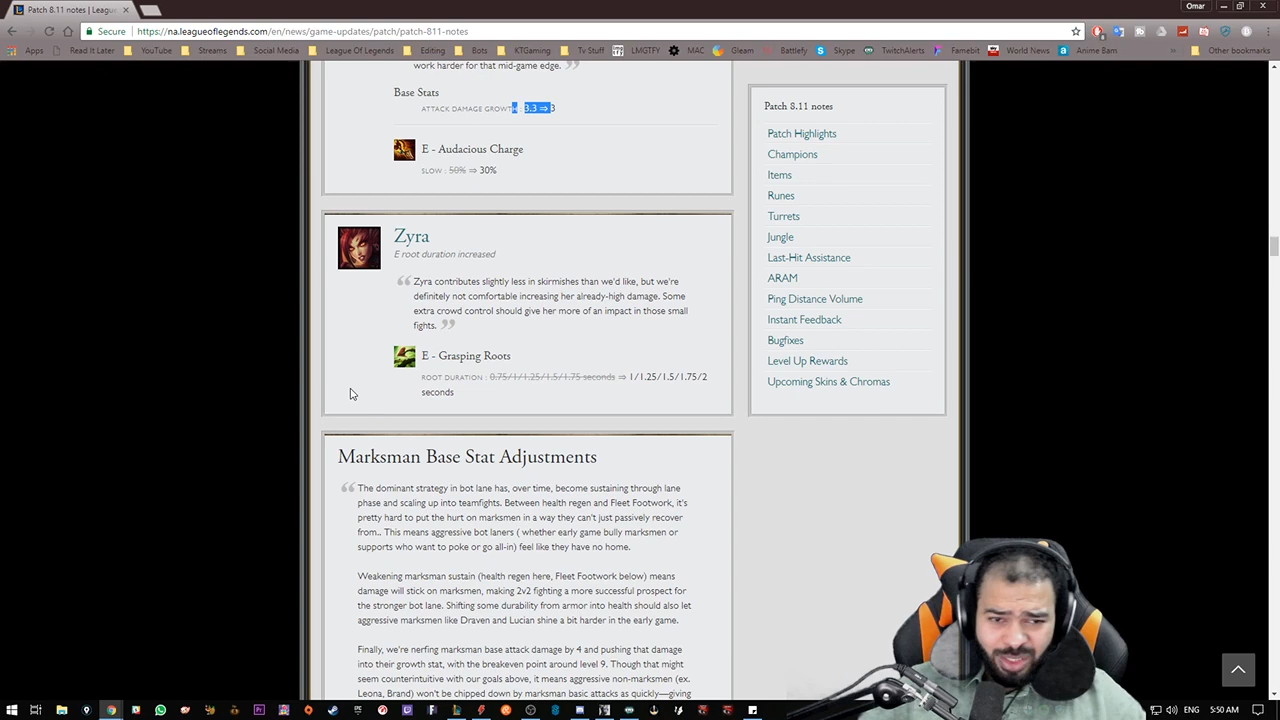 Patch 8.11 notes | Leagu
Omar
Secure
https://na.leagueoflegends.com/en/news/game-updates/patch/patch-811-notes
Apps
Read It Later
YouTube
Streams
Social Media
League Of Legends
Editing
Bots
KTGaming
Tv Stuff
LMGTFY
MAC
Gleam
Battlefy
Skype
TwitchAlerts
Famebit
World News
Anime Bam
»
Other bookmarks
work harder for that mid-game edge.
Base Stats
ATTACK DAMAGE GROWTH : 3.3 ⇒ 3
E - Audacious Charge
SLOW : 50% ⇒ 30%
Zyra
E root duration increased
Zyra contributes slightly less in skirmishes than we'd like, but we're
definitely not comfortable increasing her already-high damage. Some
extra crowd control should give her more of an impact in those small
fights.
E - Grasping Roots
ROOT DURATION : 0.75/1/1.25/1.5/1.75 seconds ⇒ 1/1.25/1.5/1.75/2
seconds
Marksman Base Stat Adjustments
The dominant strategy in bot lane has, over time, become sustaining through lane
phase and scaling up into teamfights. Between health regen and Fleet Footwork, it's
pretty hard to put the hurt on marksmen in a way they can't just passively recover
from.. This means aggressive bot laners ( whether early game bully marksmen or
supports who want to poke or go all-in) feel like they have no home.
Weakening marksman sustain (health regen here, Fleet Footwork below) means
damage will stick on marksmen, making 2v2 fighting a more successful prospect for
the stronger bot lane. Shifting some durability from armor into health should also let
aggressive marksmen like Draven and Lucian shine a bit harder in the early game.
Finally, we're nerfing marksman base attack damage by 4 and pushing that damage
into their growth stat, with the breakeven point around level 9. Though that might
seem counterintuitive with our goals above, it means aggressive non-marksmen (ex.
Leona, Brand) won't be chipped down by marksman basic attacks as quickly—giving
Patch 8.11 notes
Patch Highlights
Champions
Items
Runes
Turrets
Jungle
Last-Hit Assistance
ARAM
Ping Distance Volume
Instant Feedback
Bugfixes
Level Up Rewards
Upcoming Skins & Chromas
ENG
5:50 AM